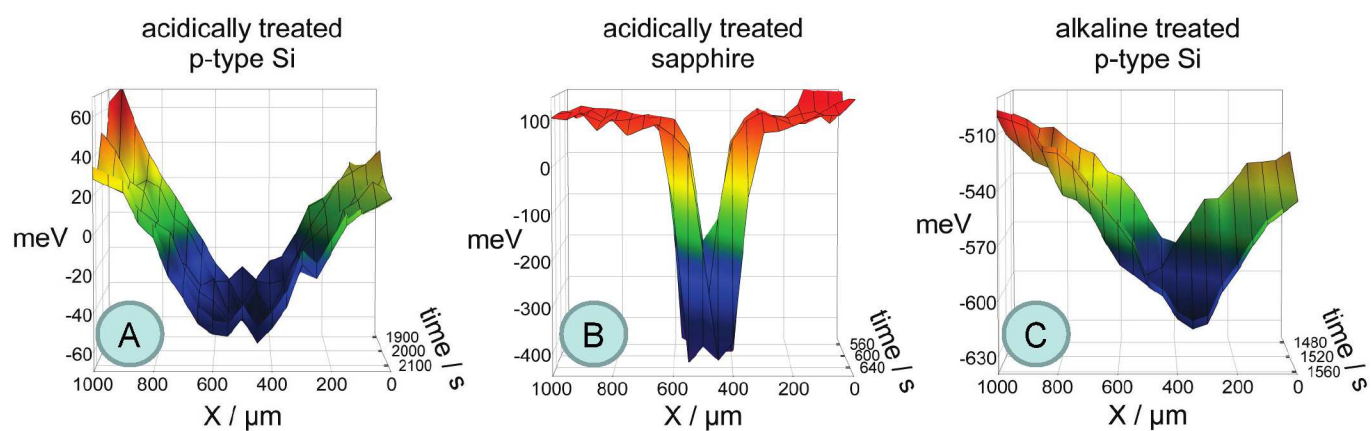 acidically treated
p-type Si
60
40
20
0
-20
-40
-60
meV
A
1900
2000
2100
time / s
1000 800 600 400 200 0
X / µm
acidically treated
sapphire
100
0
-100
-200
-300
-400
meV
B
560
600
640
time / s
1000 800 600 400 200 0
X / µm
alkaline treated
p-type Si
-510
-540
-570
-600
-630
meV
C
1480
1520
1560
time / s
1000 800 600 400 200 0
X / µm